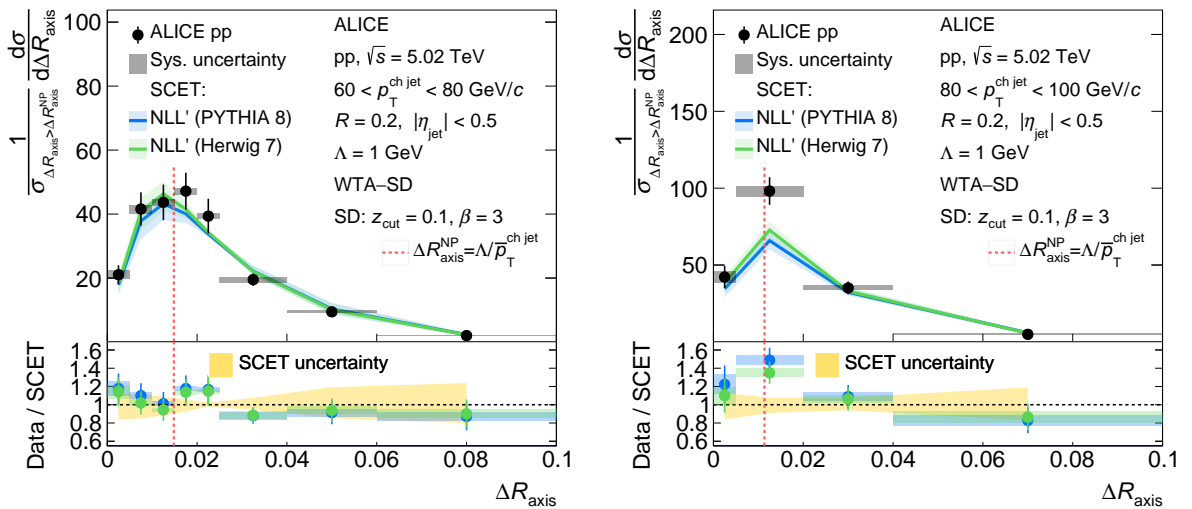 1/σ_{ΔR_axis>ΔR_axis^NP} dσ/dΔR_axis
100
80
60
40
20
ALICE pp
Sys. uncertainty
SCET:
NLL' (PYTHIA 8)
NLL' (Herwig 7)
ALICE
pp, √s = 5.02 TeV
60 < p_T^{ch jet} < 80 GeV/c
R = 0.2, |η_jet| < 0.5
Λ = 1 GeV
WTA–SD
SD: z_cut = 0.1, β = 3
ΔR_axis^NP=Λ/p̅_T^{ch jet}
Data / SCET
1.6
1.4
1.2
1
0.8
0.6
SCET uncertainty
0 0.02 0.04 0.06 0.08 0.1
ΔR_axis
1/σ_{ΔR_axis>ΔR_axis^NP} dσ/dΔR_axis
200
150
100
50
ALICE pp
Sys. uncertainty
SCET:
NLL' (PYTHIA 8)
NLL' (Herwig 7)
ALICE
pp, √s = 5.02 TeV
80 < p_T^{ch jet} < 100 GeV/c
R = 0.2, |η_jet| < 0.5
Λ = 1 GeV
WTA–SD
SD: z_cut = 0.1, β = 3
ΔR_axis^NP=Λ/p̅_T^{ch jet}
Data / SCET
1.6
1.4
1.2
1
0.8
0.6
SCET uncertainty
0 0.02 0.04 0.06 0.08 0.1
ΔR_axis